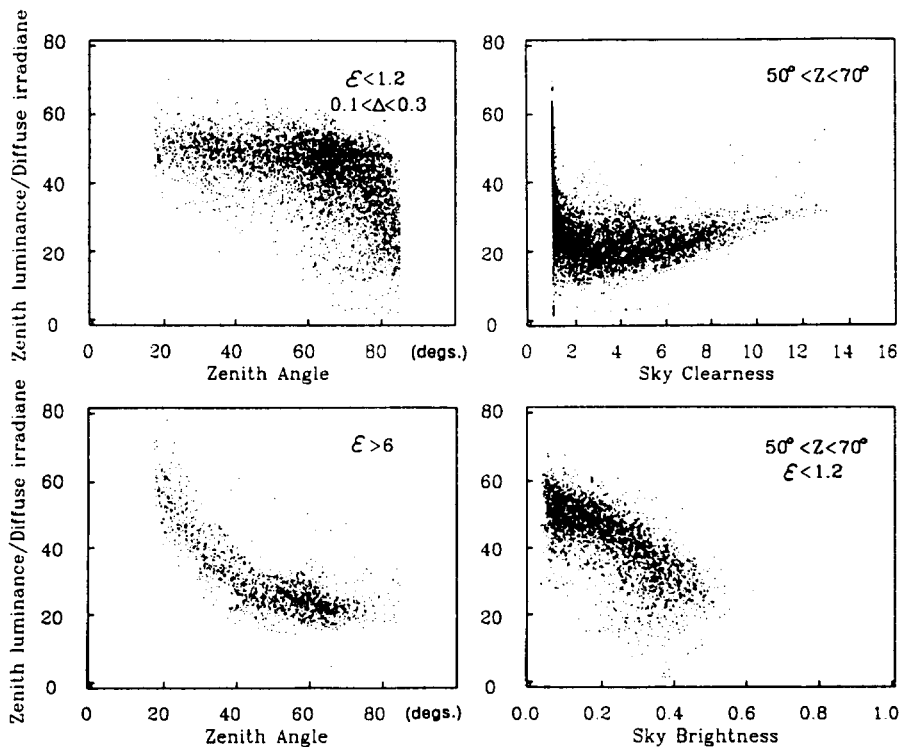 Zenith luminance/Diffuse irradiane
80
60
40
20
0
ε<1.2
0.1<Δ<0.3
0 20 40 60 80 (degs.)
Zenith Angle
80
60
40
20
0
50°<Z<70°
0 2 4 6 8 10 12 14 16
Sky Clearness
Zenith luminance/Diffuse irradiane
80
60
40
20
0
ε>6
0 20 40 60 80 (degs.)
Zenith Angle
80
60
40
20
0
50°<Z<70°
ε<1.2
0.0 0.2 0.4 0.6 0.8 1.0
Sky Brightness